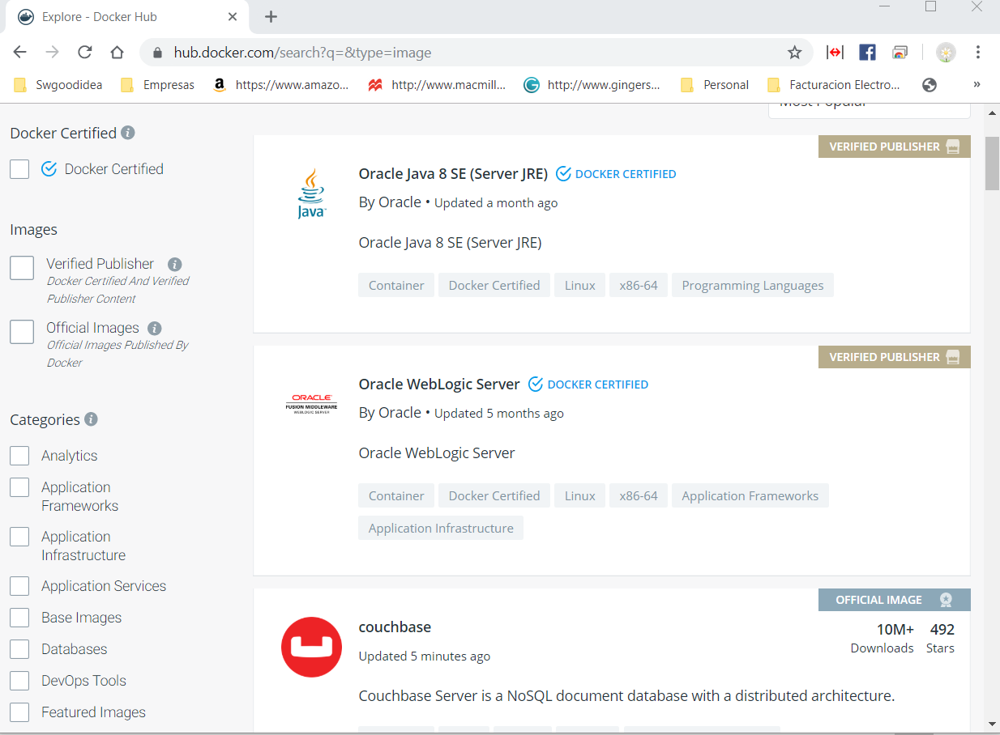 Explore - Docker Hub
hub.docker.com/search?q=&type=image
Swgoodidea
Empresas
https://www.amazo...
http://www.macmill...
http://www.gingers...
Personal
Facturacion Electro...
»
Most Popular
Docker Certified
Docker Certified
Images
Verified Publisher
Docker Certified And Verified
Publisher Content
Official Images
Official Images Published By
Docker
Categories
Analytics
Application
Frameworks
Application
Infrastructure
Application Services
Base Images
Databases
DevOps Tools
Featured Images
VERIFIED PUBLISHER
Java
Oracle Java 8 SE (Server JRE) DOCKER CERTIFIED
By Oracle • Updated a month ago
Oracle Java 8 SE (Server JRE)
Container Docker Certified Linux x86-64 Programming Languages
VERIFIED PUBLISHER
ORACLE
FUSION MIDDLEWARE
WEBLOGIC SERVER
Oracle WebLogic Server DOCKER CERTIFIED
By Oracle • Updated 5 months ago
Oracle WebLogic Server
Container Docker Certified Linux x86-64 Application Frameworks
Application Infrastructure
OFFICIAL IMAGE
couchbase
10M+ 492
Downloads Stars
Updated 5 minutes ago
Couchbase Server is a NoSQL document database with a distributed architecture.